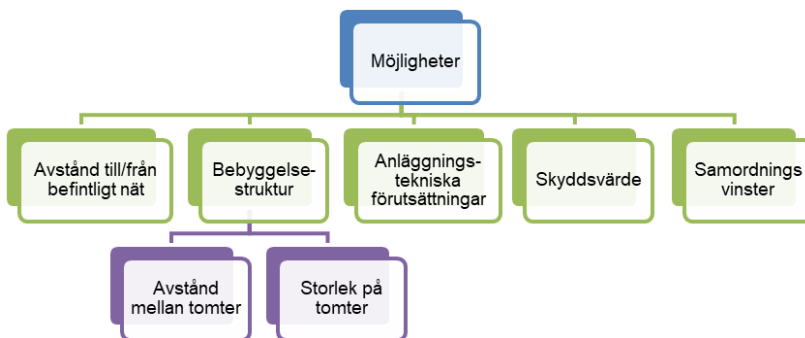 Möjligheter
Avstånd till/från
befintligt nät
Bebyggelse-
struktur
Anläggnings-
tekniska
förutsättningar
Skyddsvärde
Samordnings
vinster
Avstånd
mellan tomter
Storlek på
tomter